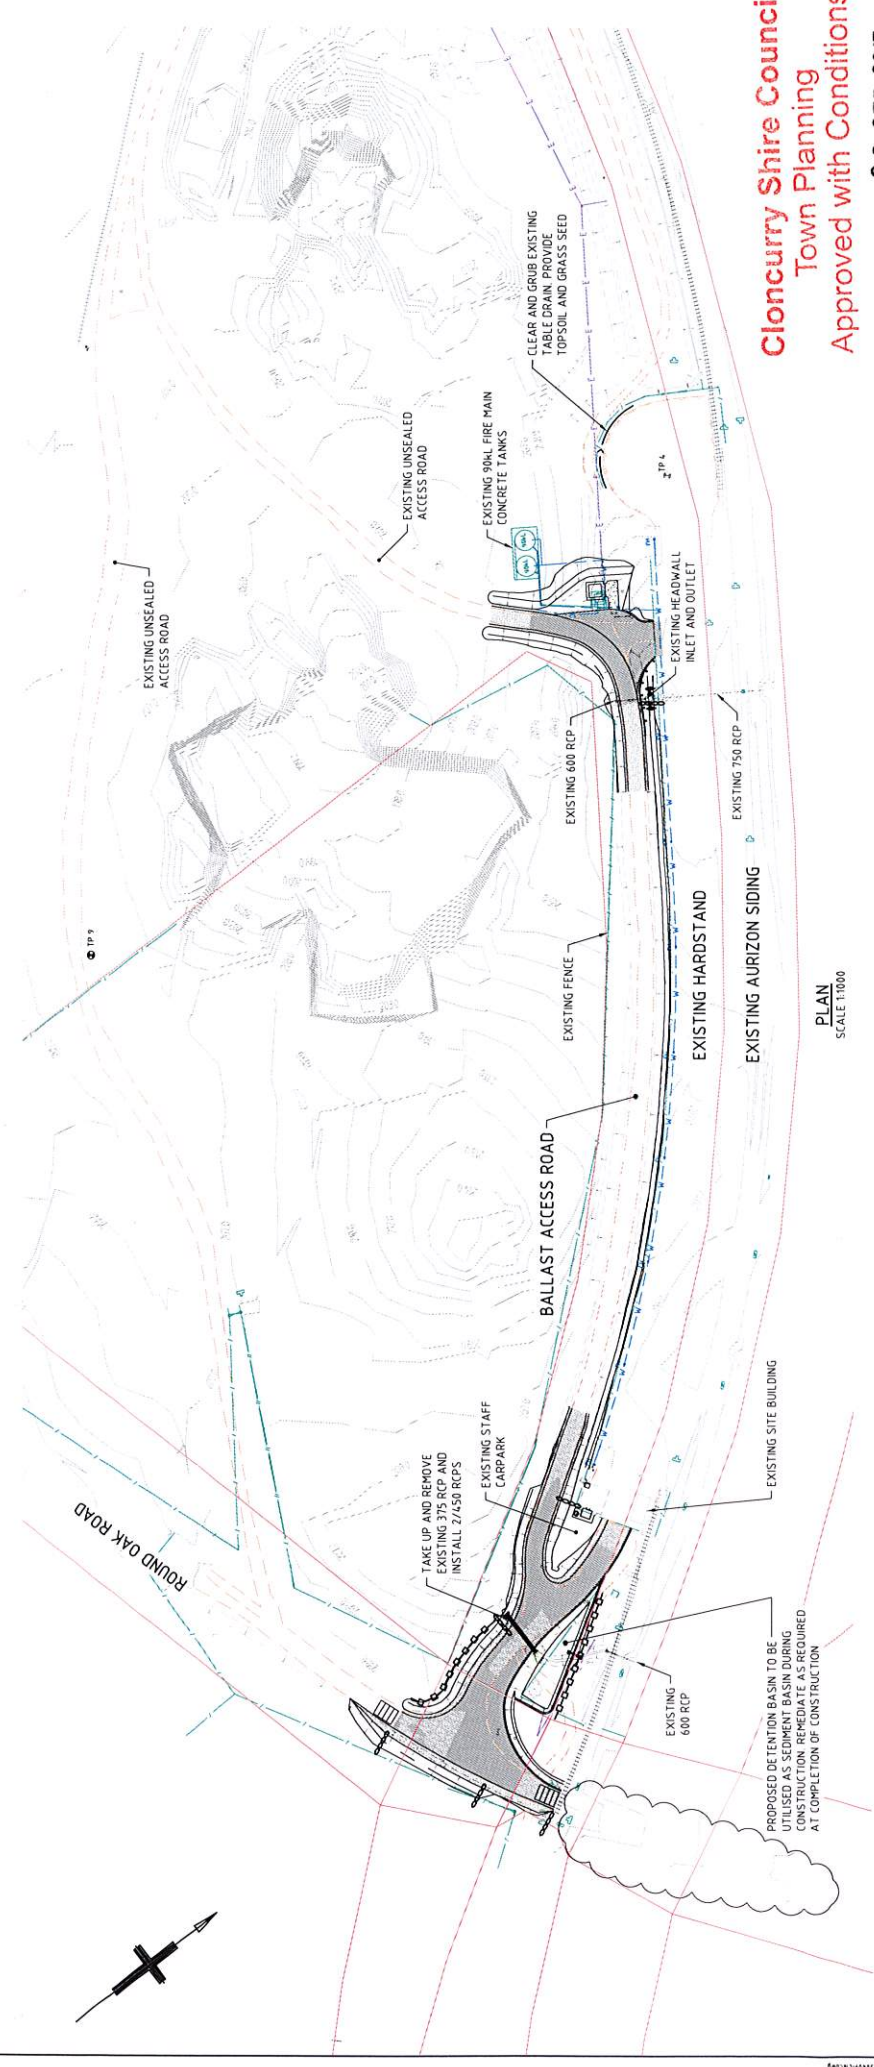 Cloncurry Shire Counci
Town Planning
Approved with Conditions
EXISTING UNSEALED
ACCESS ROAD
EXISTING UNSEALED
ACCESS ROAD
CLEAR AND GRUB EXISTING
TABLE DRAIN. PROVIDE
TOPSOIL AND GRASS SEED
EXISTING 90kL FIRE MAIN
CONCRETE TANKS
TP 4
TP 9
EXISTING 600 RCP
EXISTING HEADWALL
INLET AND OUTLET
EXISTING 750 RCP
EXISTING FENCE
EXISTING HARDSTAND
EXISTING AURIZON SIDING
BALLAST ACCESS ROAD
PLAN
SCALE 1:1000
ROUND OAK ROAD
TAKE UP AND REMOVE
EXISTING 375 RCP AND
INSTALL 2/450 RCPS
EXISTING STAFF
CARPARK
EXISTING SITE BUILDING
EXISTING
600 RCP
PROPOSED DETENTION BASIN TO BE
UTILISED AS SEDIMENT BASIN DURING
CONSTRUCTION. REMEDIATE AS REQUIRED
AT COMPLETION OF CONSTRUCTION